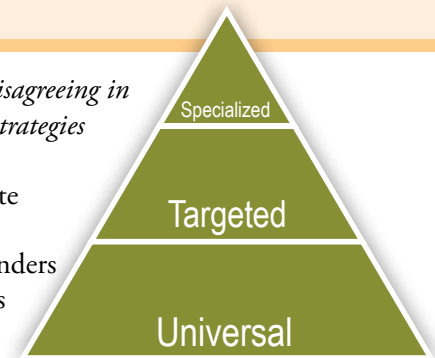 isagreeing in
trategies
te
nders
s
Specialized
Targeted
Universal